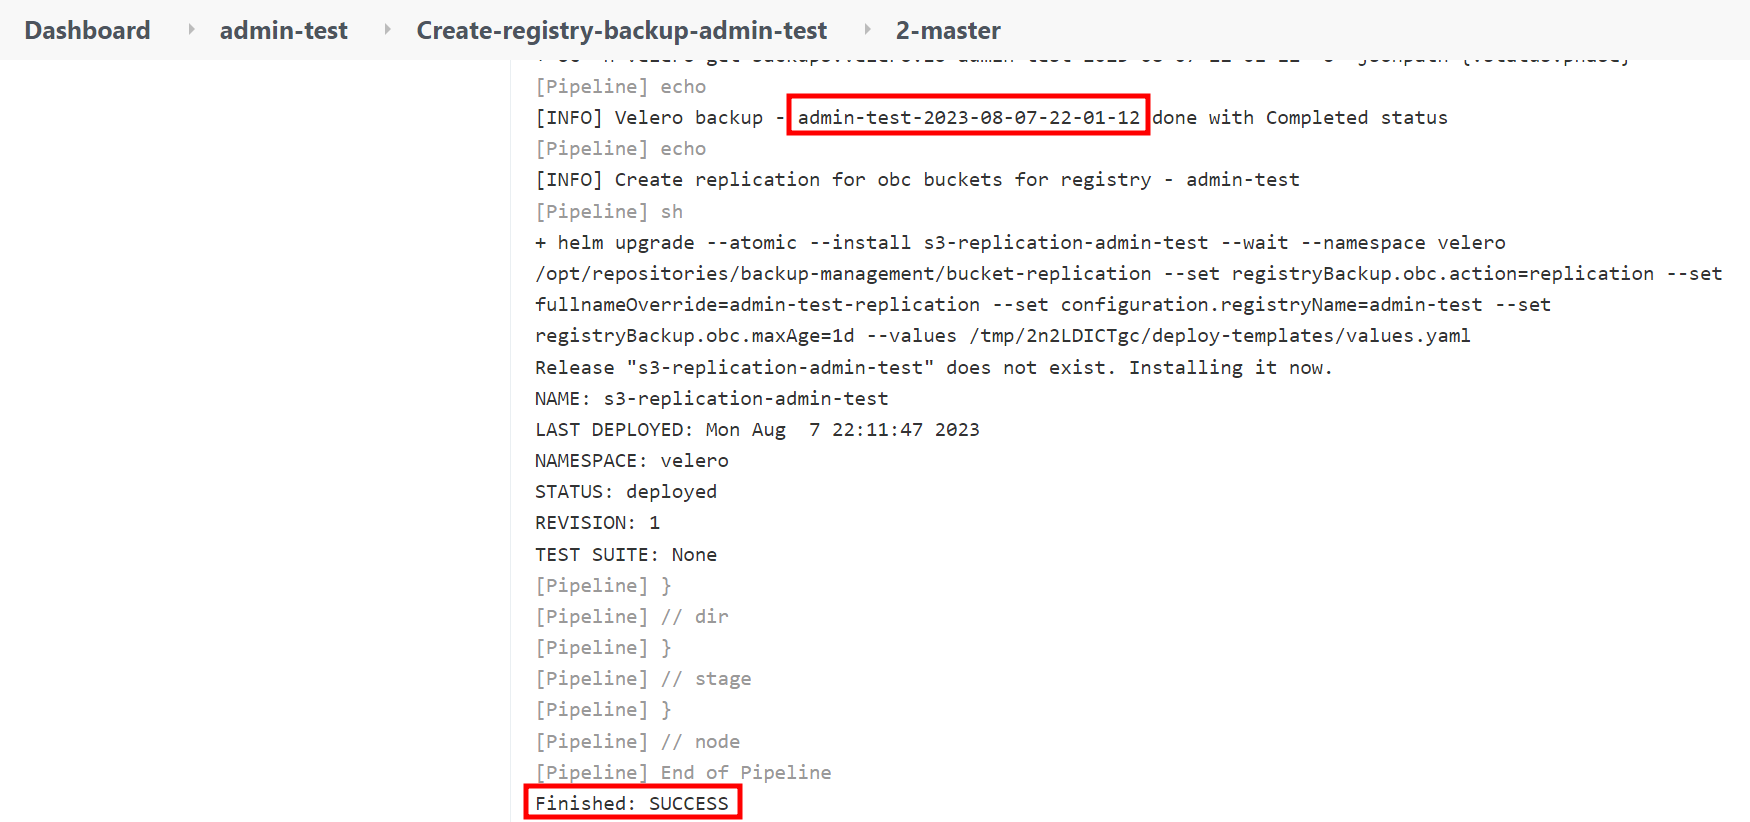 Dashboard admin-test Create-registry-backup-admin-test 2-master
[Pipeline] echo
[INFO] Velero backup - admin-test-2023-08-07-22-01-12 done with Completed status
[Pipeline] echo
[INFO] Create replication for obc buckets for registry - admin-test
[Pipeline] sh
+ helm upgrade --atomic --install s3-replication-admin-test --wait --namespace velero
/opt/repositories/backup-management/bucket-replication --set registryBackup.obc.action=replication --set
fullnameOverride=admin-test-replication --set configuration.registryName=admin-test --set
registryBackup.obc.maxAge=1d --values /tmp/2n2LDICTgc/deploy-templates/values.yaml
Release "s3-replication-admin-test" does not exist. Installing it now.
NAME: s3-replication-admin-test
LAST DEPLOYED: Mon Aug  7 22:11:47 2023
NAMESPACE: velero
STATUS: deployed
REVISION: 1
TEST SUITE: None
[Pipeline] }
[Pipeline] // dir
[Pipeline] }
[Pipeline] // stage
[Pipeline] }
[Pipeline] // node
[Pipeline] End of Pipeline
Finished: SUCCESS